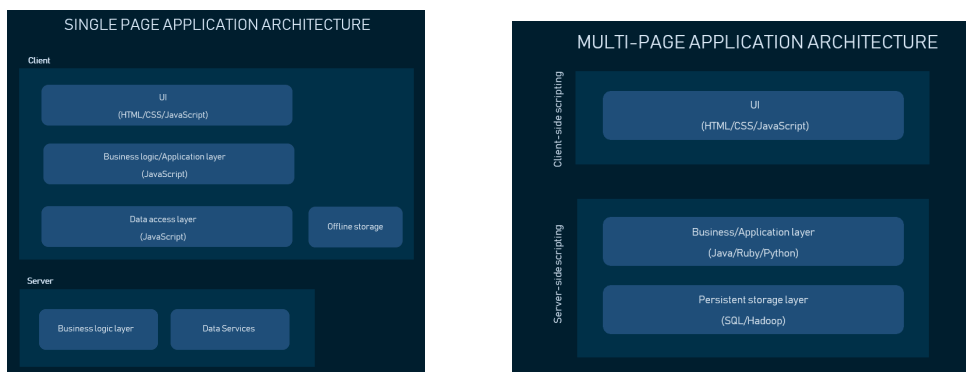 SINGLE PAGE APPLICATION ARCHITECTURE
Client
UI
(HTML/CSS/JavaScript)
Business logic/Application layer
(JavaScript)
Data access layer
(JavaScript)
Offline storage
Server
Business logic layer
Data Services
MULTI-PAGE APPLICATION ARCHITECTURE
Client-side scripting
UI
(HTML/CSS/JavaScript)
Server-side scripting
Business/Application layer
(Java/Ruby/Python)
Persistent storage layer
(SQL/Hadoop)